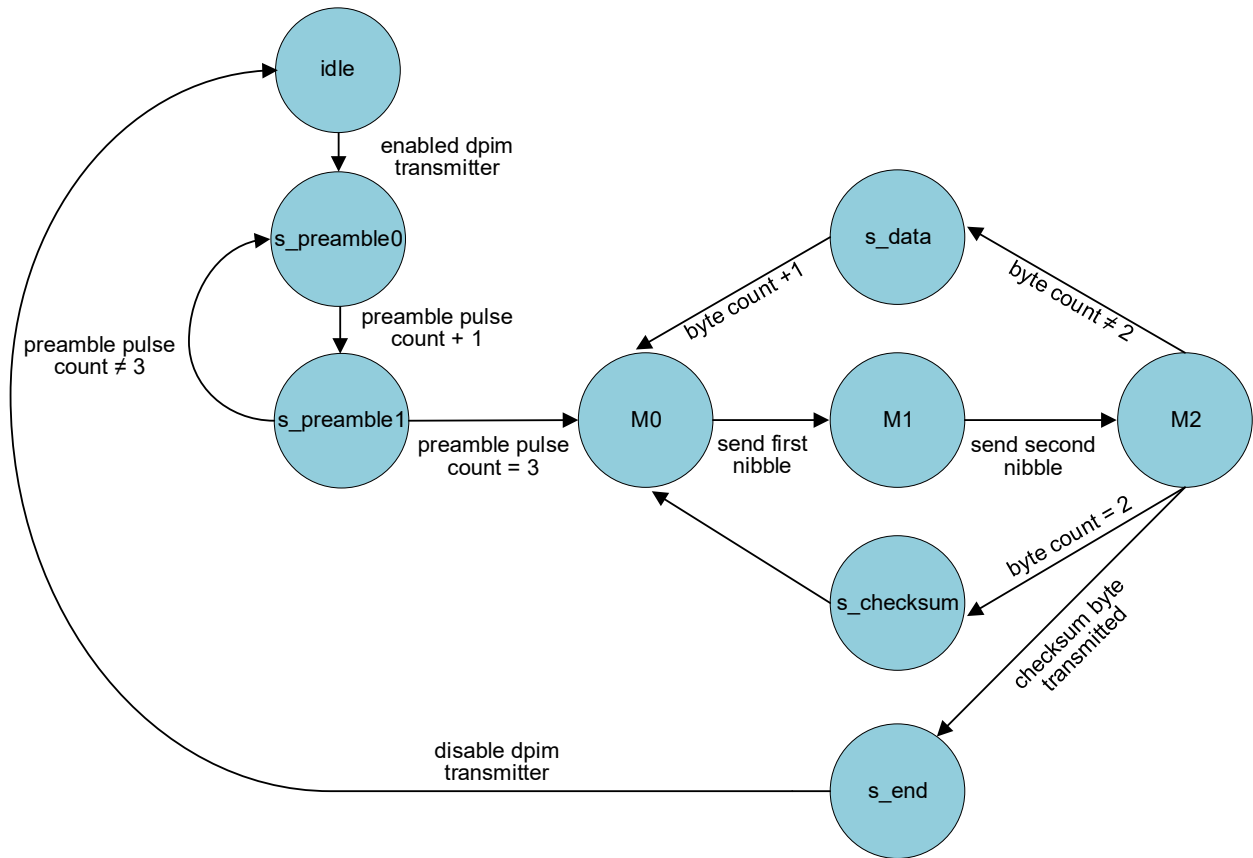 idle
enabled dpim
transmitter
s_preamble0
s_data
byte count +1
byte count ≠ 2
preamble pulse
count + 1
preamble pulse
count ≠ 3
s_preamble1
preamble pulse
count = 3
M0
send first
nibble
M1
send second
nibble
M2
byte count = 2
s_checksum
checksum byte
transmitted
disable dpim
transmitter
s_end